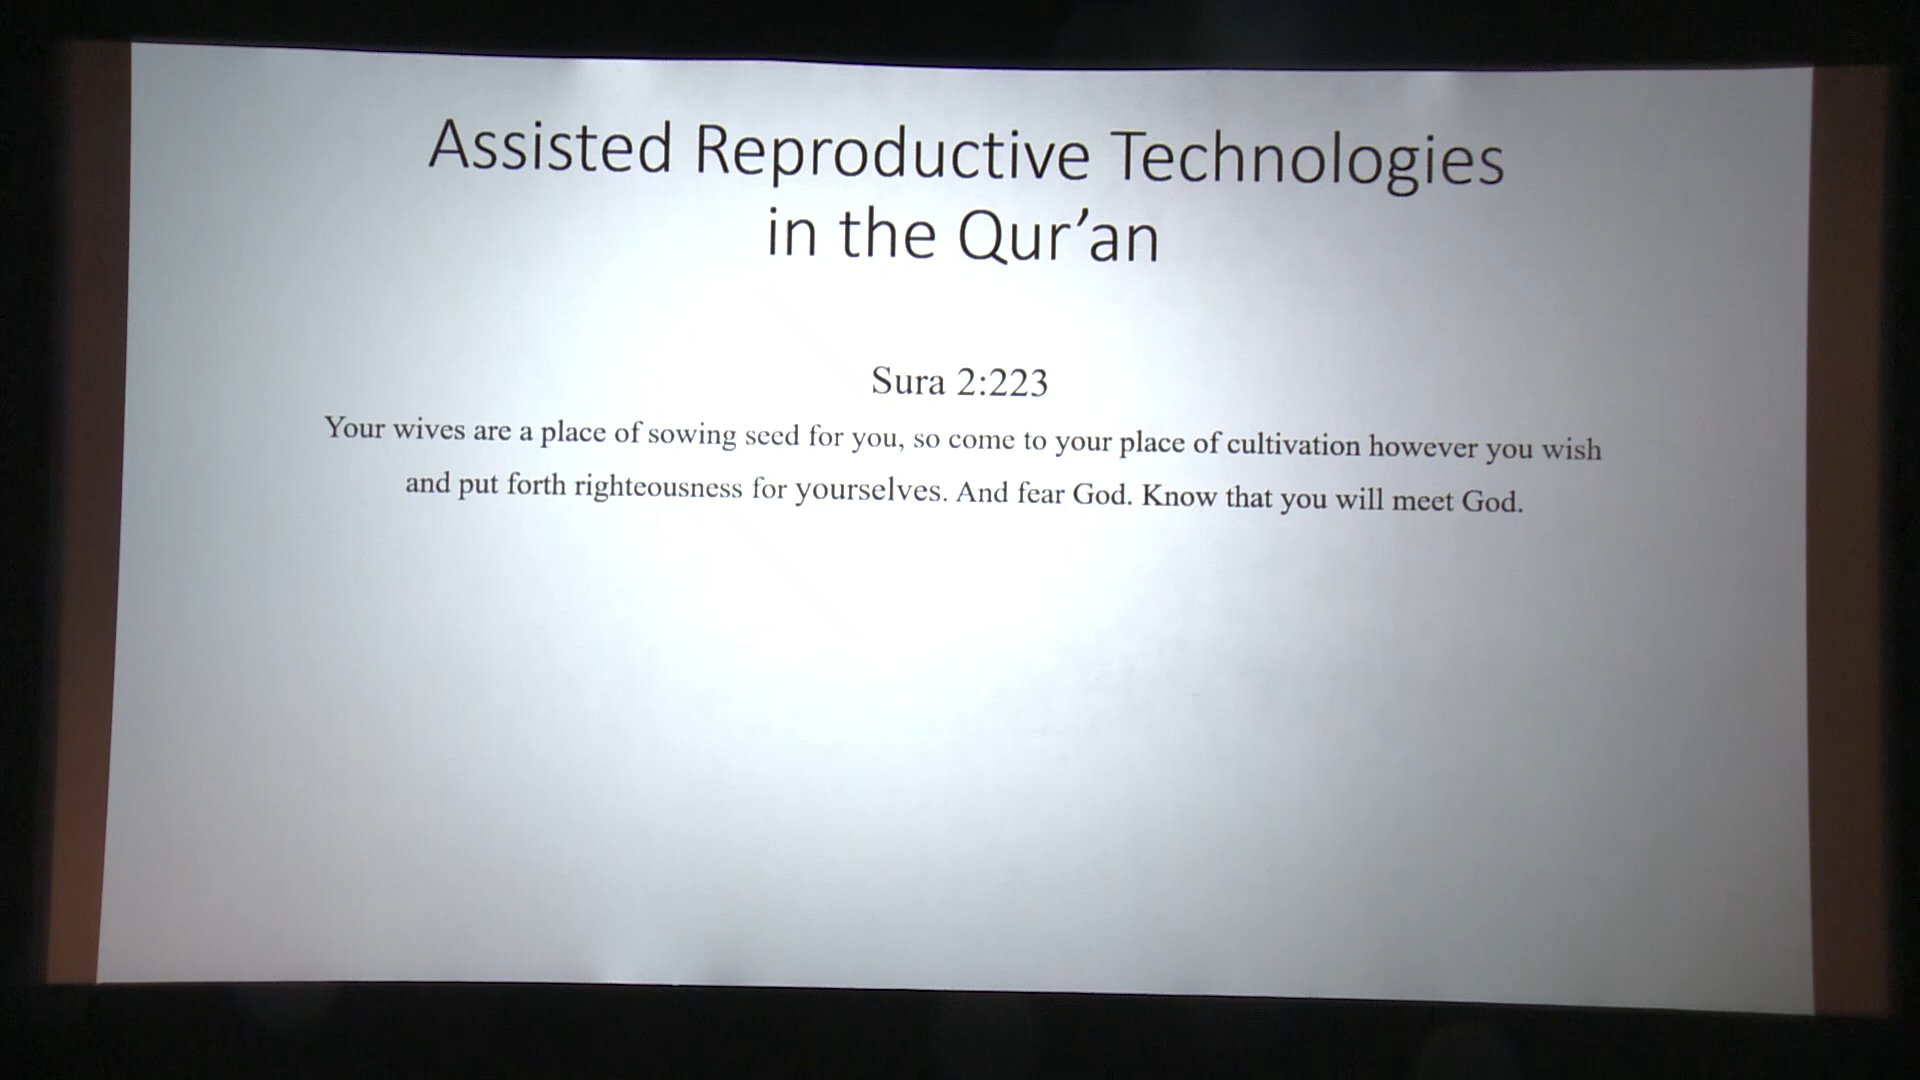 Assisted Reproductive Technologies
in the Qur’an
Sura 2:223
Your wives are a place of sowing seed for you, so come to your place of cultivation however you wish
and put forth righteousness for yourselves. And fear God. Know that you will meet God.